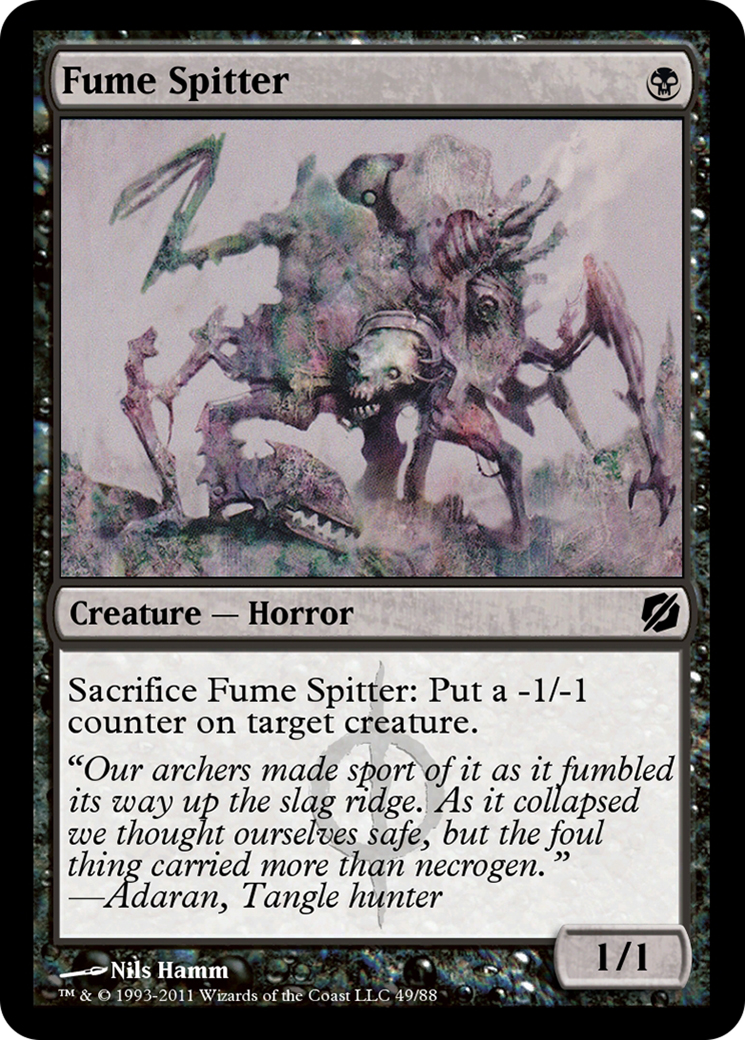 Fume Spitter
Creature — Horror
Sacrifice Fume Spitter: Put a -1/-1
counter on target creature.
“Our archers made sport of it as it fumbled
its way up the slag ridge. As it collapsed
we thought ourselves safe, but the foul
thing carried more than necrogen.”
—Adaran, Tangle hunter
1/1
Nils Hamm
™ & © 1993-2011 Wizards of the Coast LLC 49/88